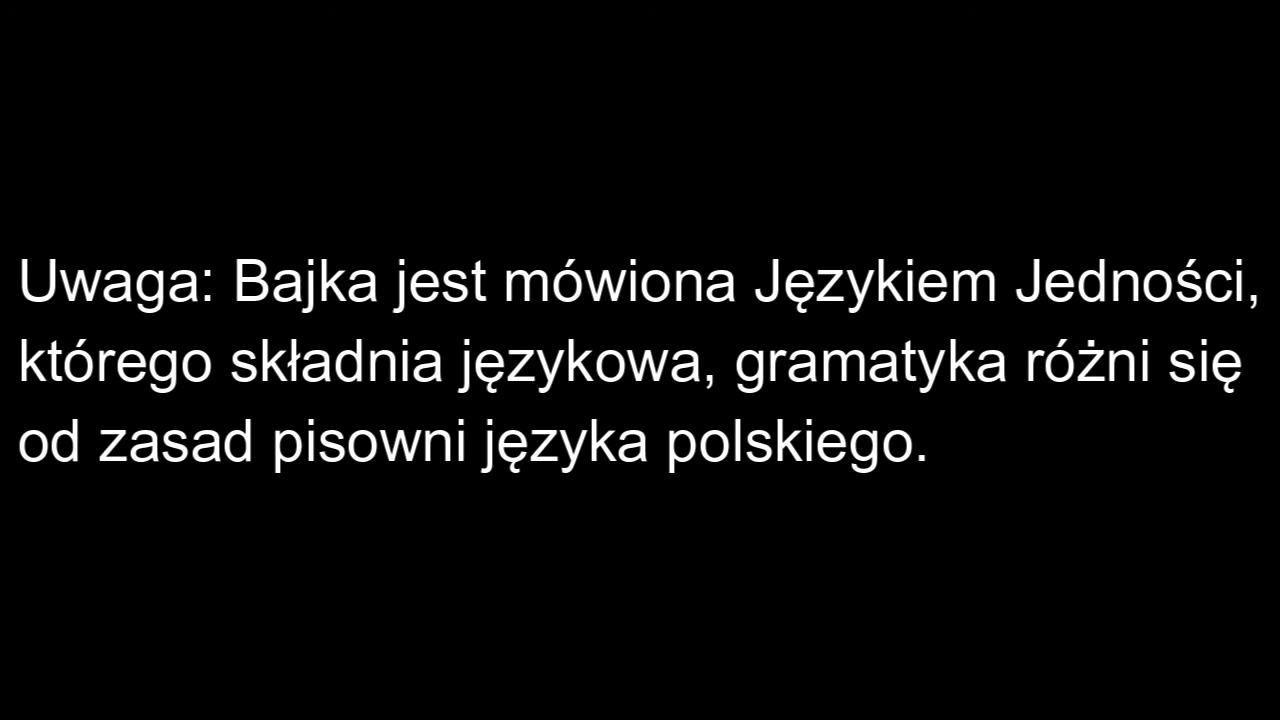 Uwaga: Bajka jest mówiona Językiem Jedności,
którego składnia językowa, gramatyka różni się
od zasad pisowni języka polskiego.